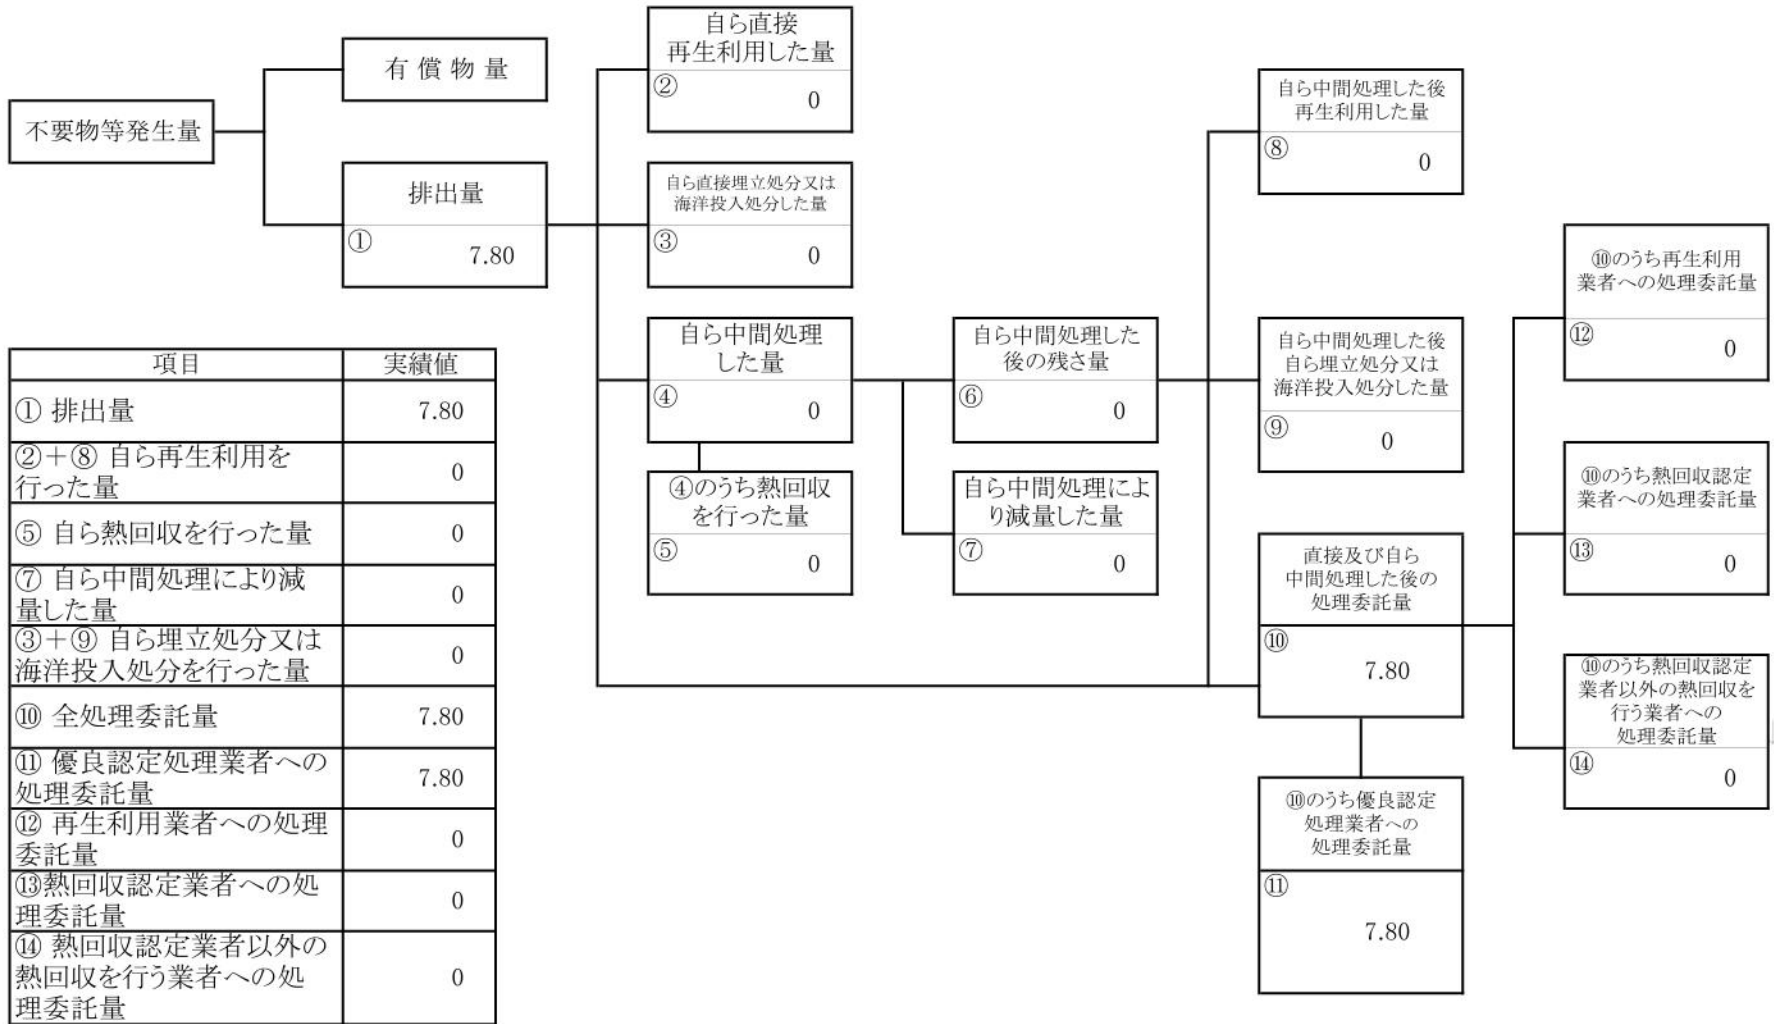 不要物等発生量
有 償 物 量
排出量
① 7.80
自ら直接
再生利用した量
② 0
自ら直接埋立処分又は
海洋投入処分した量
③ 0
自ら中間処理
した量
④ 0
④のうち熱回収
を行った量
⑤ 0
自ら中間処理した
後の残さ量
⑥ 0
自ら中間処理によ
り減量した量
⑦ 0
自ら中間処理した後
再生利用した量
⑧ 0
自ら中間処理した後
自ら埋立処分又は
海洋投入処分した量
⑨ 0
直接及び自ら
中間処理した後の
処理委託量
⑩
7.80
⑩のうち優良認定
処理業者への
処理委託量
⑪
7.80
⑩のうち再生利用
業者への処理委託量
⑫ 0
⑩のうち熱回収認定
業者への処理委託量
⑬ 0
⑩のうち熱回収認定
業者以外の熱回収を
行う業者への
処理委託量
⑭ 0
項目 実績値
① 排出量 7.80
②＋⑧ 自ら再生利用を
行った量 0
⑤ 自ら熱回収を行った量 0
⑦ 自ら中間処理により減
量した量 0
③＋⑨ 自ら埋立処分又は
海洋投入処分を行った量 0
⑩ 全処理委託量 7.80
⑪ 優良認定処理業者への
処理委託量 7.80
⑫ 再生利用業者への処理
委託量 0
⑬熱回収認定業者への処
理委託量 0
⑭ 熱回収認定業者以外の
熱回収を行う業者への処
理委託量 0